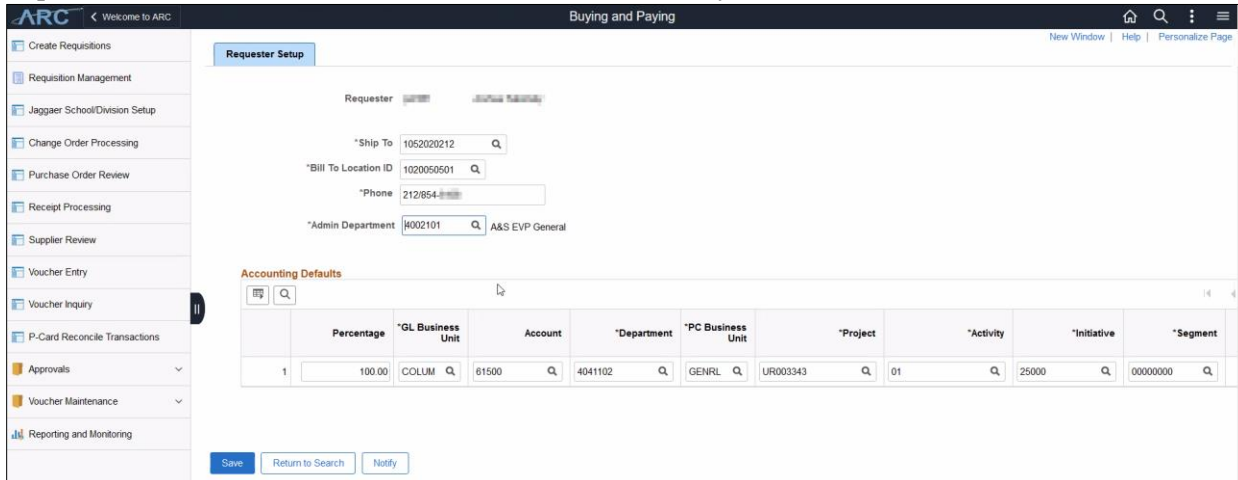 ARC Welcome to ARC Buying and Paying
New Window | Help | Personalize Page
Create Requisitions
Requisition Management
Jaggaer School/Division Setup
Change Order Processing
Purchase Order Review
Receipt Processing
Supplier Review
Voucher Entry
Voucher Inquiry
P-Card Reconcile Transactions
Approvals
Voucher Maintenance
Reporting and Monitoring
Requester Setup
Requester
*Ship To 1052020212
*Bill To Location ID 1020050501
*Phone 212/854-
*Admin Department 4002101 A&S EVP General
Accounting Defaults
Percentage *GL Business Unit Account *Department *PC Business Unit *Project *Activity *Initiative *Segment
1 100.00 COLUM 61500 4041102 GENRL UR003343 01 25000 00000000
Save Return to Search Notify